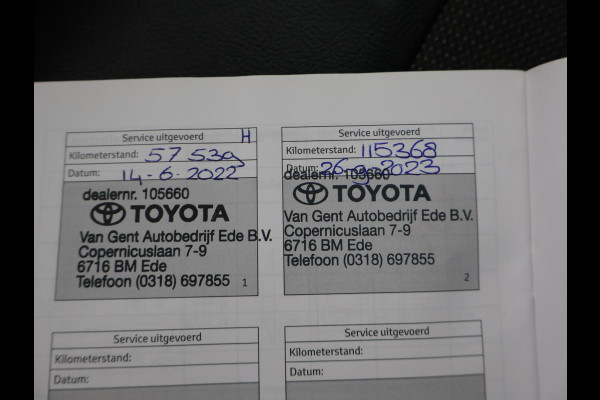 Service uitgevoerd H
Kilometerstand: 57 539
Datum: 14-6-2022
dealernr. 105660
TOYOTA
Van Gent Autobedrijf Ede B.V.
Copernicuslaan 7-9
6716 BM Ede
Telefoon (0318) 697855
1
Service uitgevoerd
Kilometerstand: 115368
Datum: 26-9-2023
dealernr. 105660
TOYOTA
Van Gent Autobedrijf Ede B.V.
Copernicuslaan 7-9
6716 BM Ede
Telefoon (0318) 697855
2
Service uitgevoerd
Kilometerstand:
Datum:
Service uitgevoerd
Kilometerstand:
Datum: